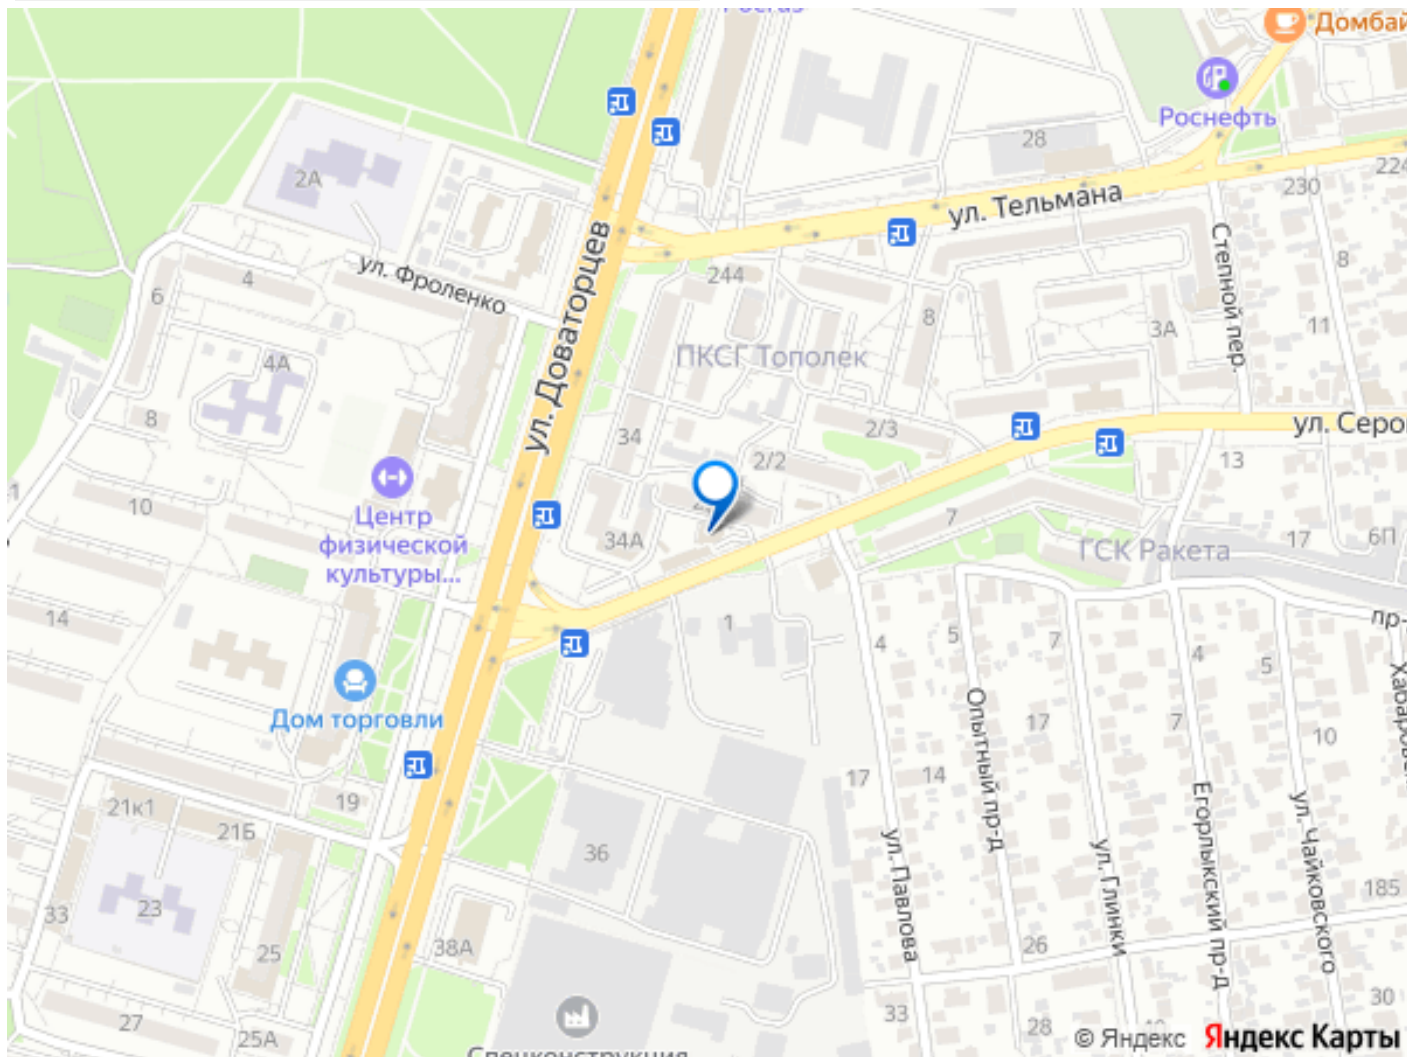 Домбай
Роснефть
28
ул. Тельмана
224
230
2А
ул. Фроленко
ул. Доваторцев
Степной пер.
244
8
4
6
8
11
3А
4А
ПКСГ Тополек
8
34
2/3
ул. Серо
2/2
13
10
Центр
физической
культуры...
34А
7
ГСК Ракета
17
6П
14
1
4
5
7
4
5
пр-
Дом торговли
Опытный пр-д
17
7
10
Хабаровс
21к1
19
21Б
17
14
36
ул. Павлова
ул. Глинки
Егорлыкский пр-д
ул. Чайковского
185
33
23
25
38А
26
27
25А
33
28
30
Спецконструкция
© Яндекс
Яндекс Карты